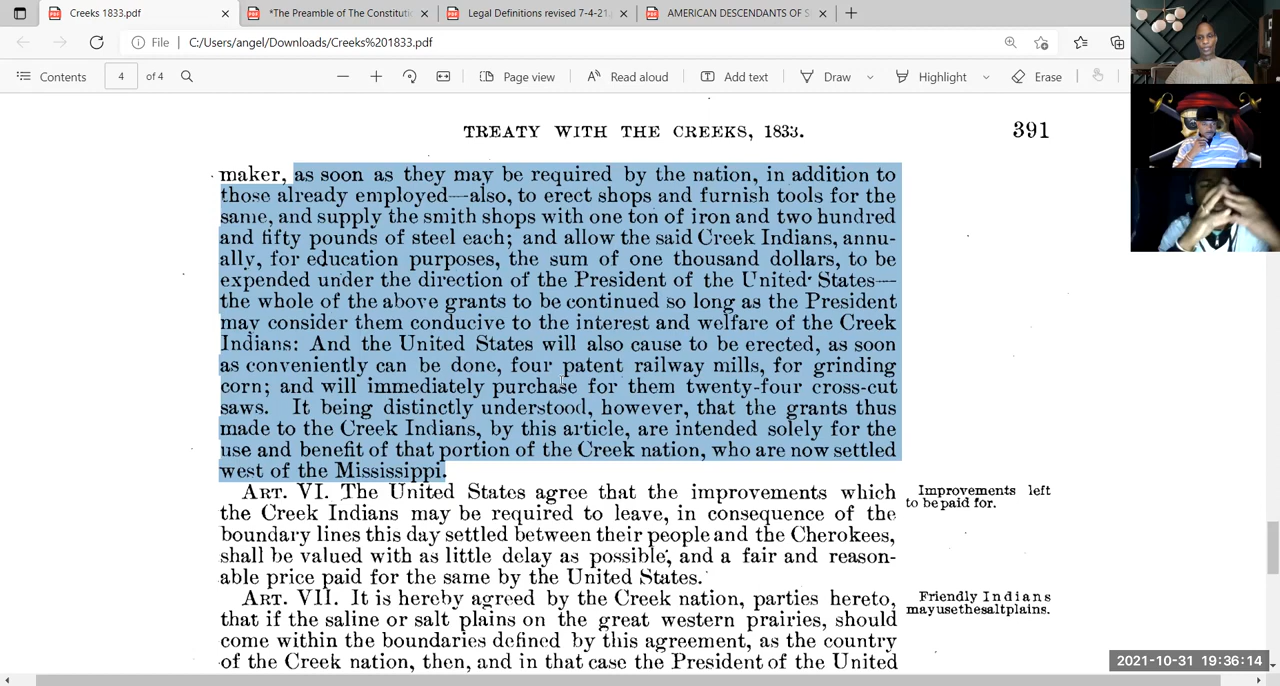 Creeks 1833.pdf
*The Preamble of The Constitutio
Legal Definitions revised 7-4-21.
AMERICAN DESCENDANTS OF S
File
C:/Users/angel/Downloads/Creeks%201833.pdf
Contents
4
of 4
Page view
Read aloud
Add text
Draw
Highlight
Erase
TREATY WITH THE CREEKS, 1833.
391
maker, as soon as they may be required by the nation, in addition to
those already employed—also, to erect shops and furnish tools for the
same, and supply the smith shops with one ton of iron and two hundred
and fifty pounds of steel each; and allow the said Creek Indians, annu-
ally, for education purposes, the sum of one thousand dollars, to be
expended under the direction of the President of the United States—
the whole of the above grants to be continued so long as the President
may consider them conducive to the interest and welfare of the Creek
Indians: And the United States will also cause to be erected, as soon
as conveniently can be done, four patent railway mills, for grinding
corn; and will immediately purchase for them twenty-four cross-cut
saws. It being distinctly understood, however, that the grants thus
made to the Creek Indians, by this article, are intended solely for the
use and benefit of that portion of the Creek nation, who are now settled
west of the Mississippi.
ART. VI. The United States agree that the improvements which
the Creek Indians may be required to leave, in consequence of the
boundary lines this day settled between their people and the Cherokees,
shall be valued with as little delay as possible, and a fair and reason-
able price paid for the same by the United States.
Improvements left
to be paid for.
ART. VII. It is hereby agreed by the Creek nation, parties hereto,
that if the saline or salt plains on the great western prairies, should
come within the boundaries defined by this agreement, as the country
of the Creek nation, then, and in that case the President of the United
Friendly Indians
may use the salt plains.
2021-10-31 19:36:14